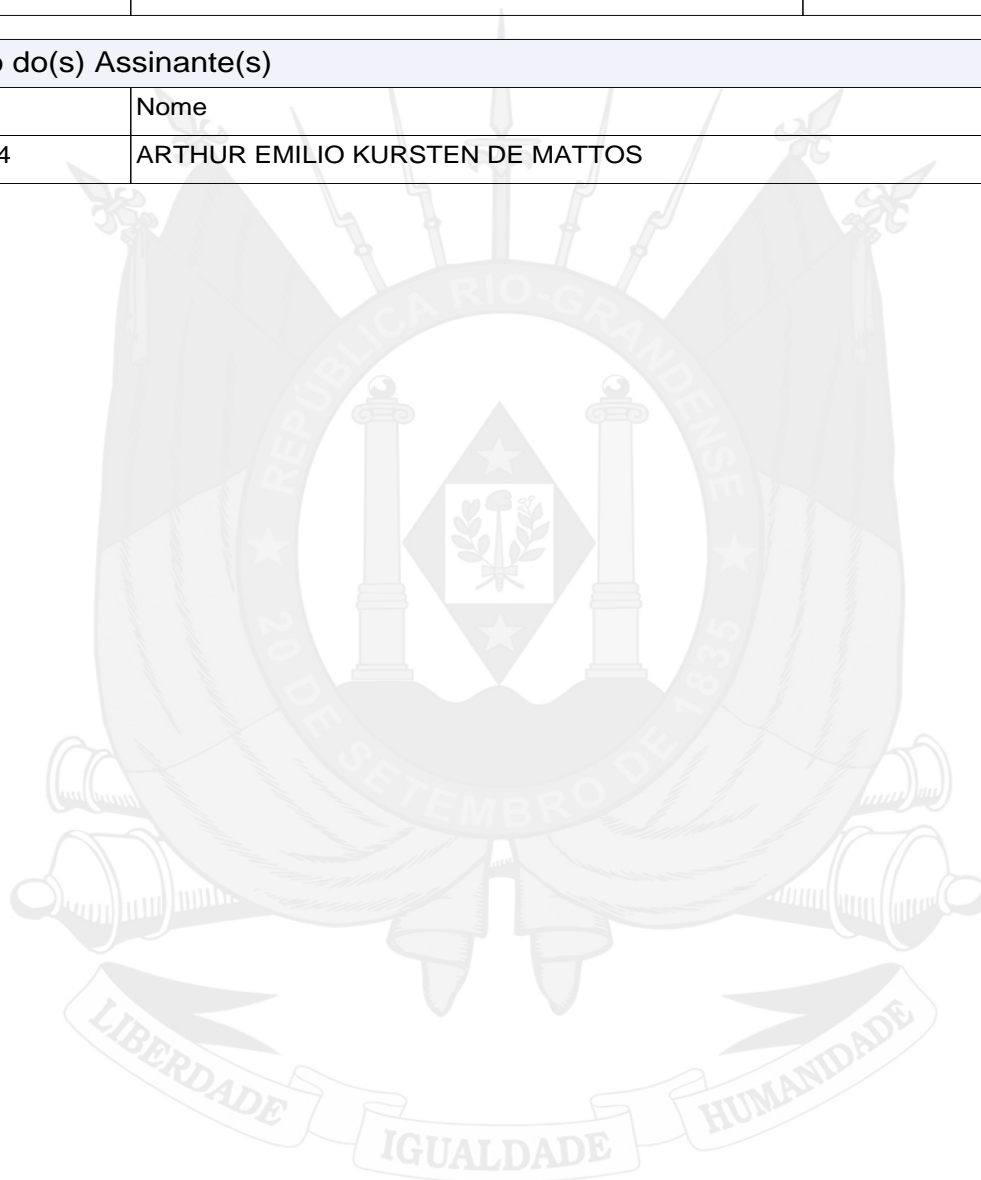 o do(s) Assinante(s)
Nome
4
ARTHUR EMILIO KURSTEN DE MATTOS
REPÚBLICA RIO-GRANDENSE
★ 20 DE SETEMBRO DE 1835 ★
LIBERDADE
IGUALDADE
HUMANIDADE